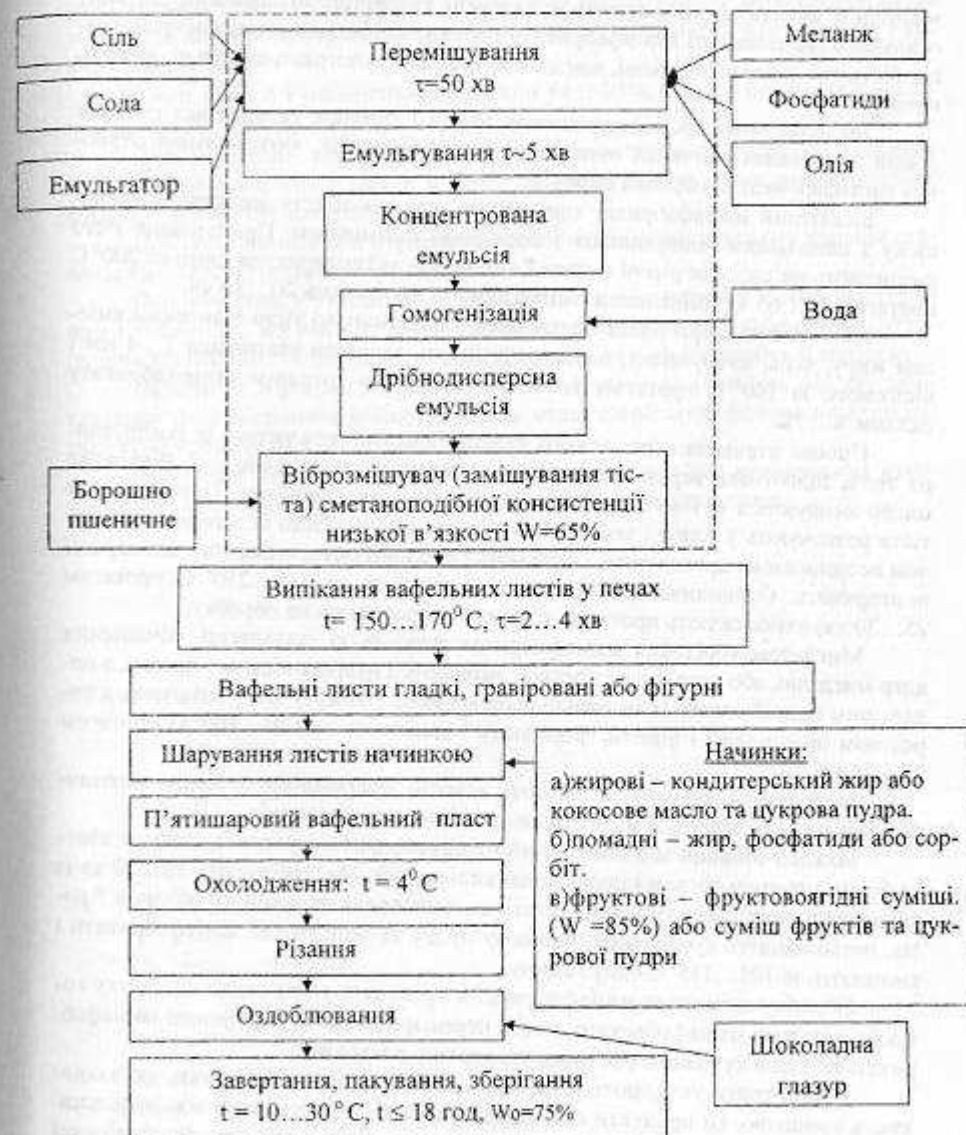 Сіль
Сода
Емульгатор
Перемішування
τ=50 хв
Меланж
Фосфатиди
Олія
Емульгування τ~5 хв
Концентрована
емульсія
Гомогенізація
Вода
Дрібнодисперсна
емульсія
Борошно
пшеничне
Віброзмішувач (замішування тіс-
та) сметаноподібної консистенції
низької в’язкості W=65%
Випікання вафельних листів у печах
t= 150…170⁰ С, τ=2…4 хв
Вафельні листи гладкі, гравіровані або фігурні
Шарування листів начинкою
П’ятишаровий вафельний пласт
Охолодження: t = 4⁰ С
Різання
Оздоблювання
Завертання, пакування, зберігання
t = 10…30° С, t ≤ 18 год, W₀=75%
Начинки:
а)жирові – кондитерський жир або
кокосове масло та цукрова пудра.
б)помадні – жир, фосфатиди або сор-
біт.
в)фруктові – фруктовоягідні суміші.
(W =85%) або суміш фруктів та цук-
рової пудри
Шоколадна
глазур